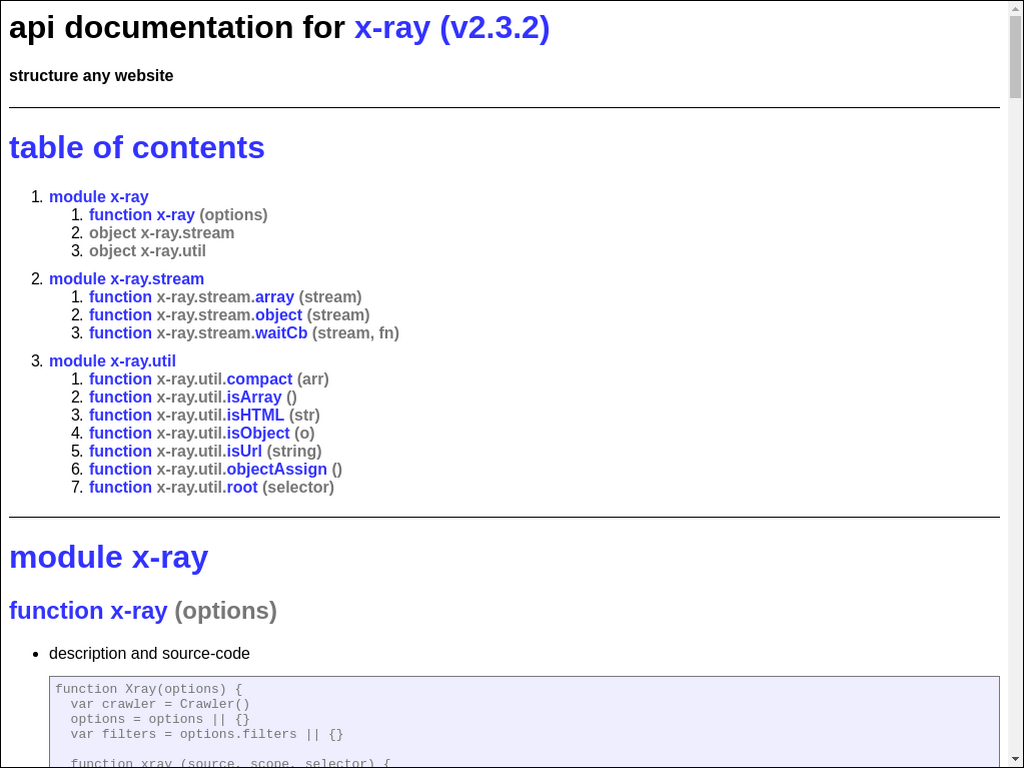 api documentation for x-ray (v2.3.2)
structure any website
table of contents
1. module x-ray
1. function x-ray (options)
2. object x-ray.stream
3. object x-ray.util
2. module x-ray.stream
1. function x-ray.stream.array (stream)
2. function x-ray.stream.object (stream)
3. function x-ray.stream.waitCb (stream, fn)
3. module x-ray.util
1. function x-ray.util.compact (arr)
2. function x-ray.util.isArray ()
3. function x-ray.util.isHTML (str)
4. function x-ray.util.isObject (o)
5. function x-ray.util.isUrl (string)
6. function x-ray.util.objectAssign ()
7. function x-ray.util.root (selector)
module x-ray
function x-ray (options)
• description and source-code
function Xray(options) {
  var crawler = Crawler()
  options = options || {}
  var filters = options.filters || {}
  function xray (source, scope, selector) {